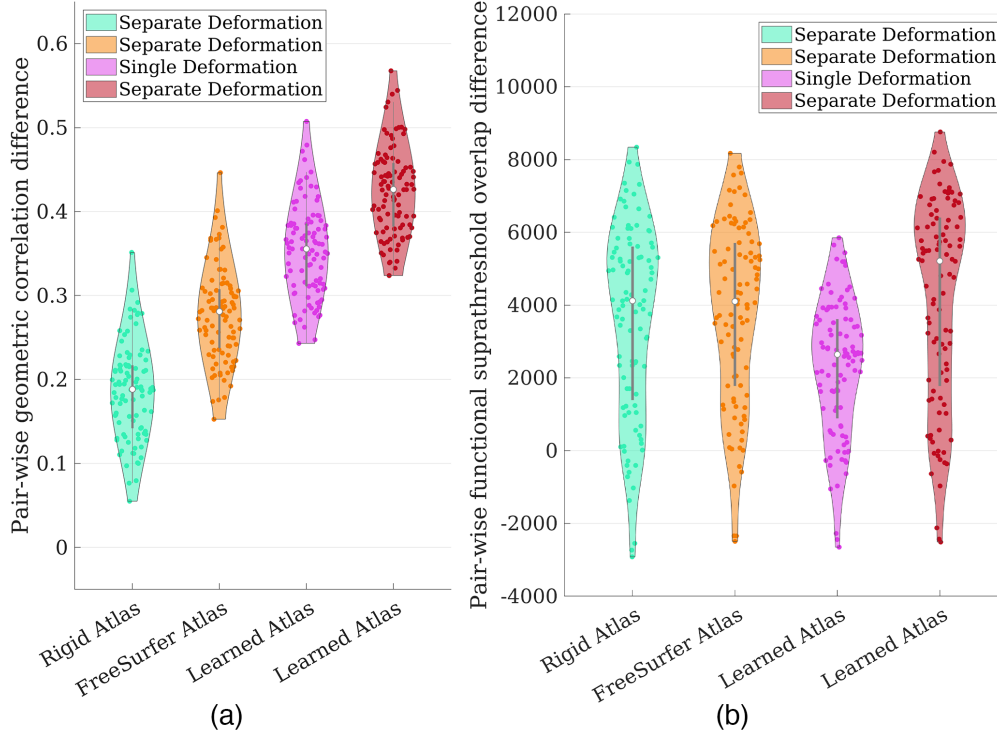 Pair-wise geometric correlation difference
0.6
0.5
0.4
0.3
0.2
0.1
0
Separate Deformation
Separate Deformation
Single Deformation
Separate Deformation
Rigid Atlas
FreeSurfer Atlas
Learned Atlas
Learned Atlas
(a)
Pair-wise functional suprathreshold overlap difference
12000
10000
8000
6000
4000
2000
0
-2000
-4000
Separate Deformation
Separate Deformation
Single Deformation
Separate Deformation
Rigid Atlas
FreeSurfer Atlas
Learned Atlas
Learned Atlas
(b)